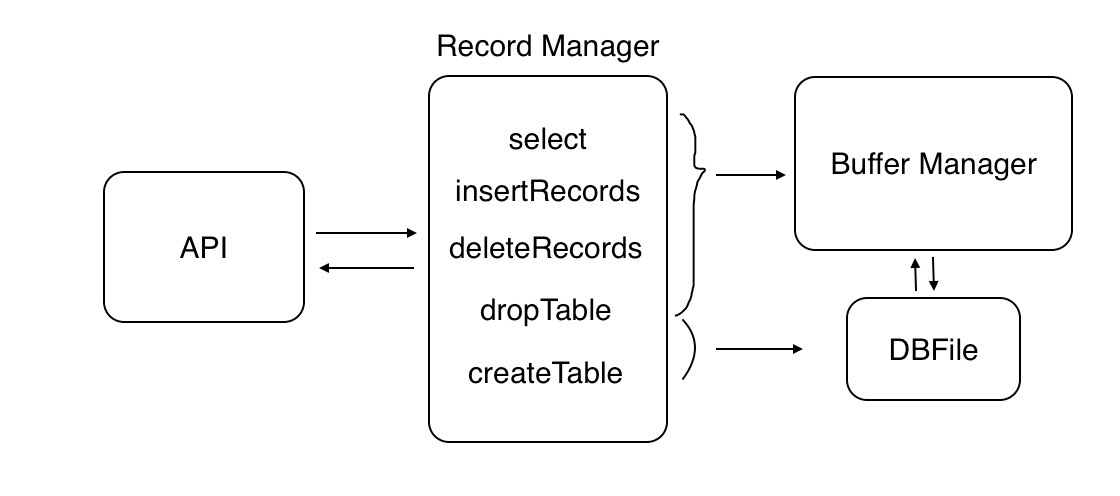 Record Manager
select
insertRecords
deleteRecords
dropTable
createTable
API
Buffer Manager
DBFile